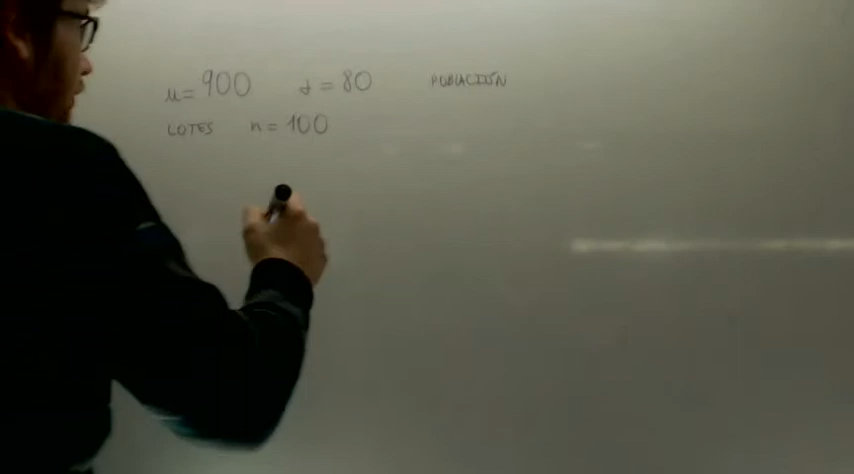 μ = 900 σ = 80 POBLACIÓN
LOTES n = 100